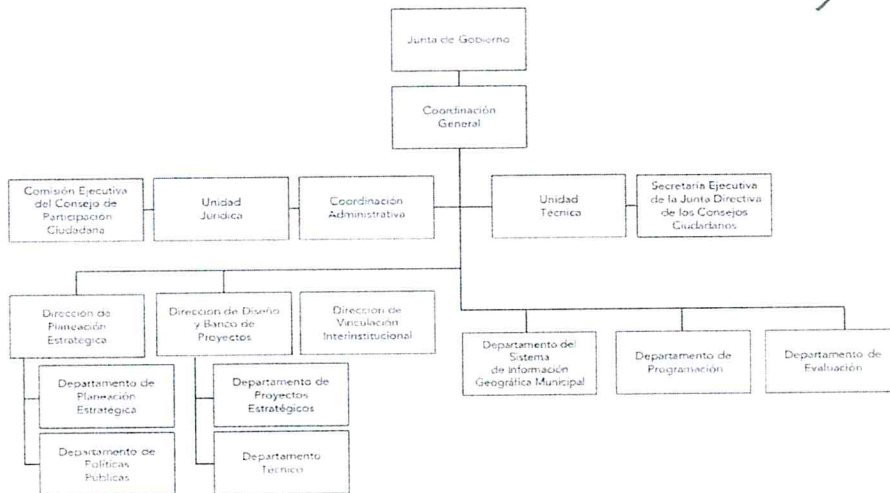 Junta de Gobierno
Coordinación
General
Comisión Ejecutiva
del Consejo de
Participación
Ciudadana
Unidad
Jurídica
Coordinación
Administrativa
Unidad
Técnica
Secretaría Ejecutiva
de la Junta Directiva
de los Consejos
Ciudadanos
Dirección de
Planeación
Estratégica
Dirección de Diseño
y Banco de
Proyectos
Dirección de
Vinculación
Interinstitucional
Departamento del
Sistema
de Información
Geográfica Municipal
Departamento de
Programación
Departamento de
Evaluación
Departamento de
Planeación
Estratégica
Departamento de
Proyectos
Estratégicos
Departamento de
Políticas
Públicas
Departamento
Técnico